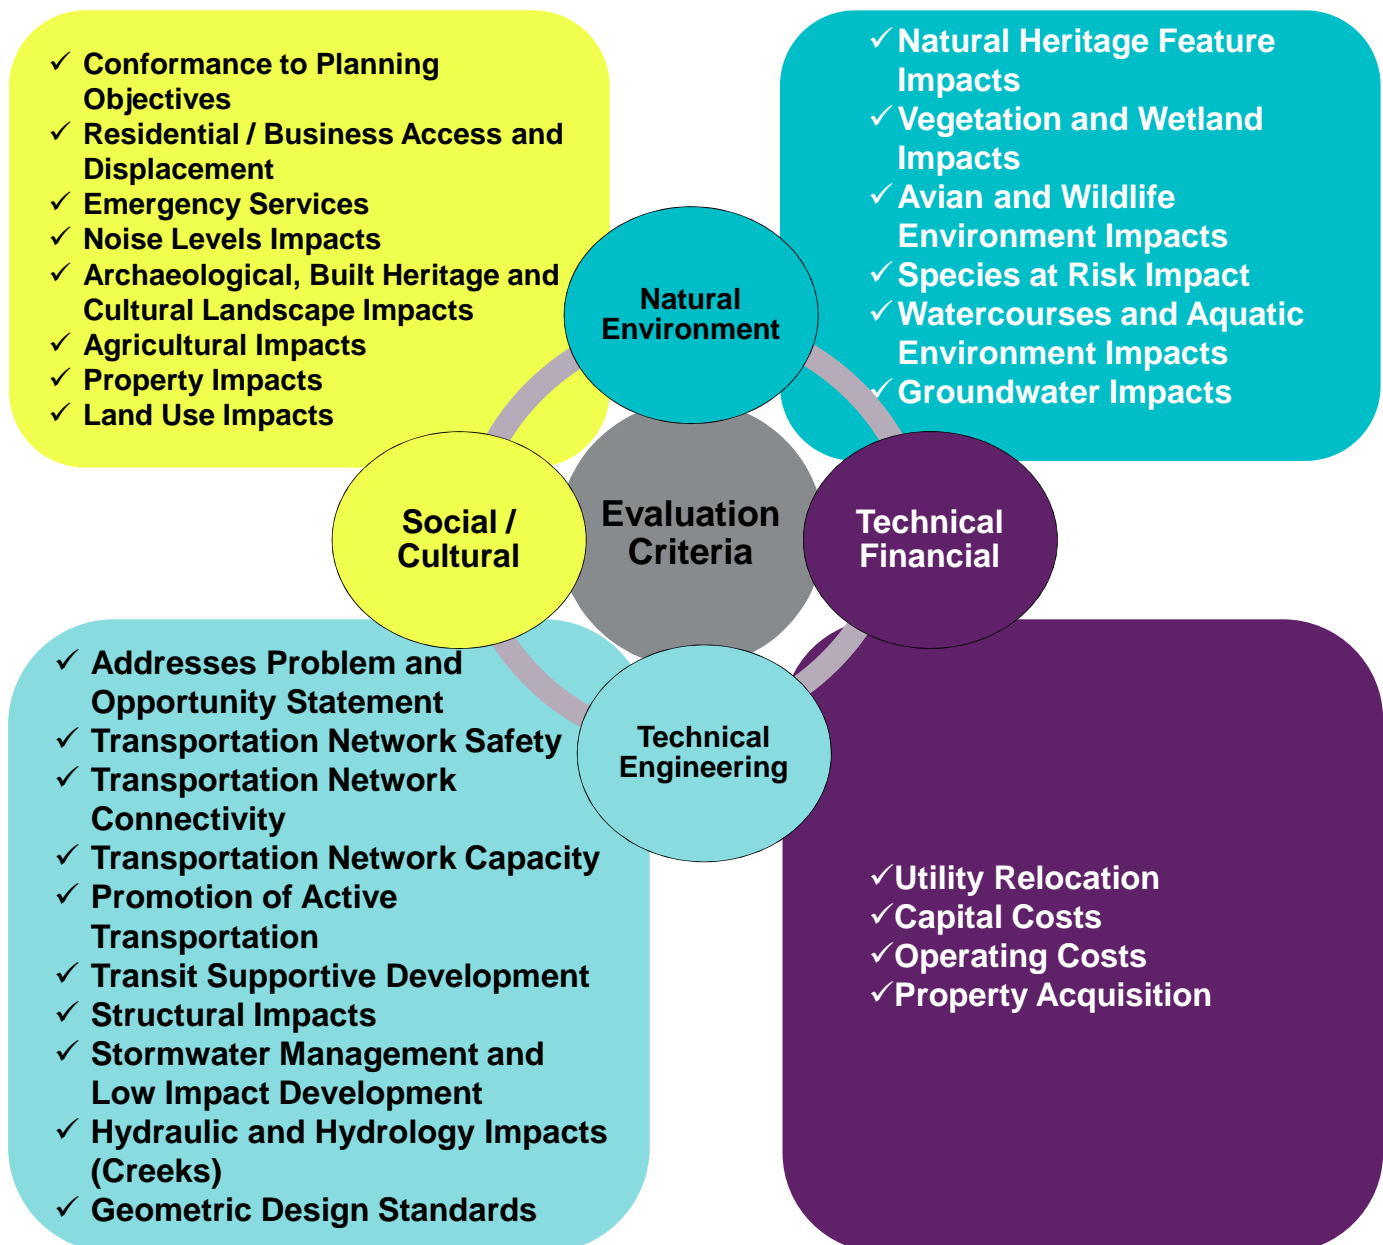 ✓ Conformance to Planning
Objectives
✓ Residential / Business Access and
Displacement
✓ Emergency Services
✓ Noise Levels Impacts
✓ Archaeological, Built Heritage and
Cultural Landscape Impacts
✓ Agricultural Impacts
✓ Property Impacts
✓ Land Use Impacts
✓ Natural Heritage Feature
Impacts
✓ Vegetation and Wetland
Impacts
✓ Avian and Wildlife
Environment Impacts
✓ Species at Risk Impact
✓ Watercourses and Aquatic
Environment Impacts
✓ Groundwater Impacts
Natural
Environment
Social /
Cultural
Evaluation
Criteria
Technical
Financial
Technical
Engineering
✓ Addresses Problem and
Opportunity Statement
✓ Transportation Network Safety
✓ Transportation Network
Connectivity
✓ Transportation Network Capacity
✓ Promotion of Active
Transportation
✓ Transit Supportive Development
✓ Structural Impacts
✓ Stormwater Management and
Low Impact Development
✓ Hydraulic and Hydrology Impacts
(Creeks)
✓ Geometric Design Standards
✓ Utility Relocation
✓ Capital Costs
✓ Operating Costs
✓ Property Acquisition